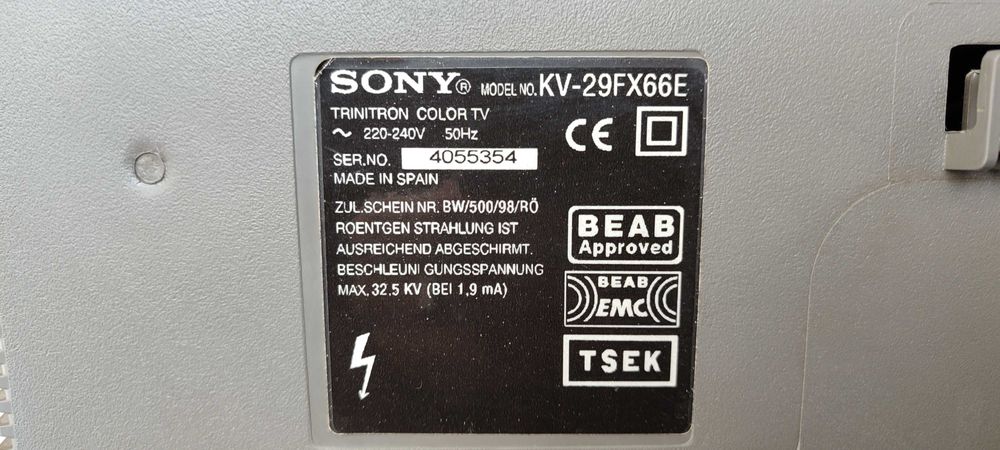 SONY® MODEL NO. KV-29FX66E
TRINITRON COLOR TV
~ 220-240V 50Hz
CE
SER.NO. 4055354
MADE IN SPAIN
ZUL.SCHEIN NR. BW/500/98/RÖ
ROENTGEN STRAHLUNG IST
AUSREICHEND ABGESCHIRMT.
BESCHLEUNI GUNGSSPANNUNG
MAX. 32.5 KV (BEI 1,9 mA)
BEAB
Approved
BEAB
EMC
TSEK